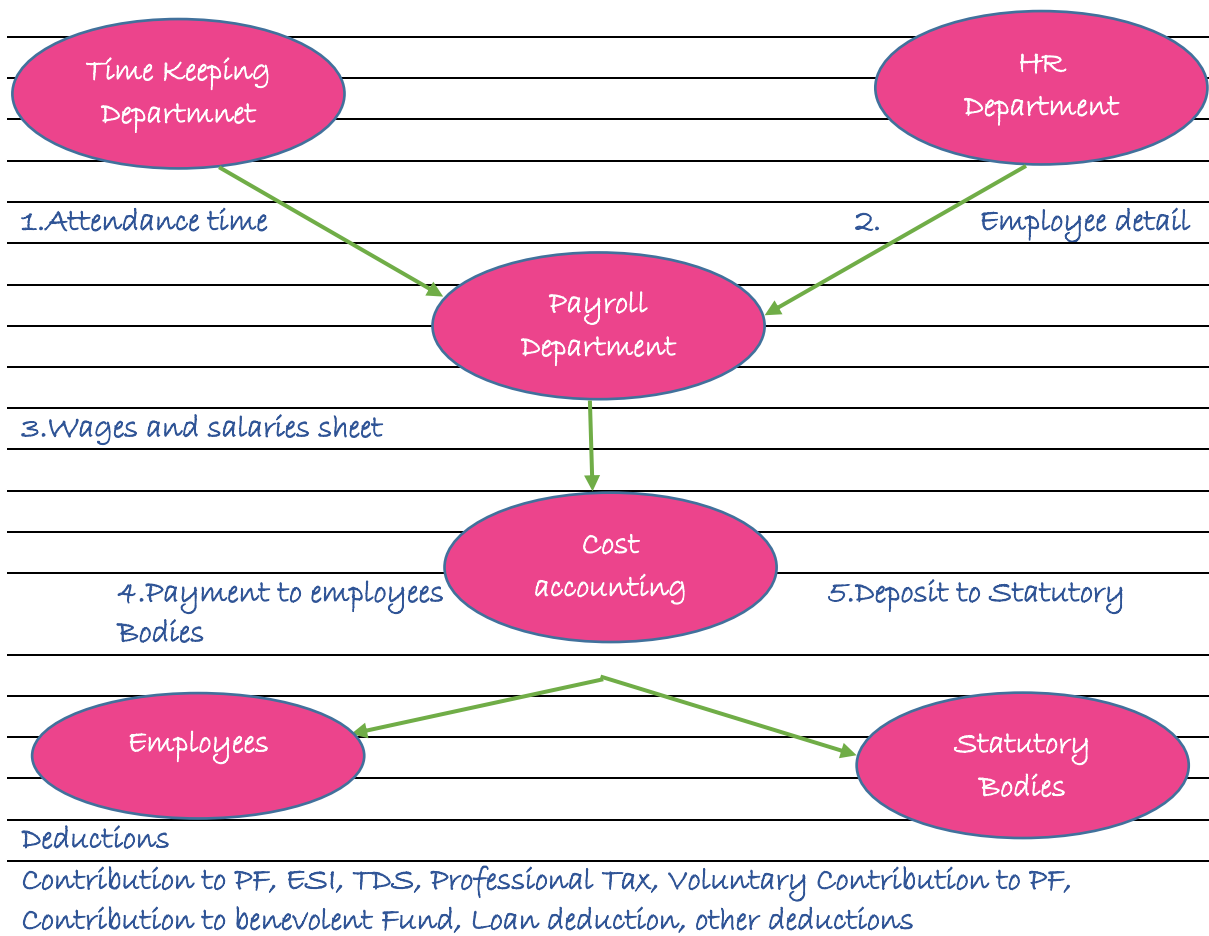 Time Keeping
Departmnet
HR
Department
1.Attendance time
2. Employee detail
Payroll
Department
3.Wages and salaries sheet
Cost
accounting
4.Payment to employees 5.Deposit to Statutory
Bodies
Employees
Statutory
Bodies
Deductions
Contribution to PF, ESI, TDS, Professional Tax, Voluntary Contribution to PF,
Contribution to benevolent Fund, Loan deduction, other deductions